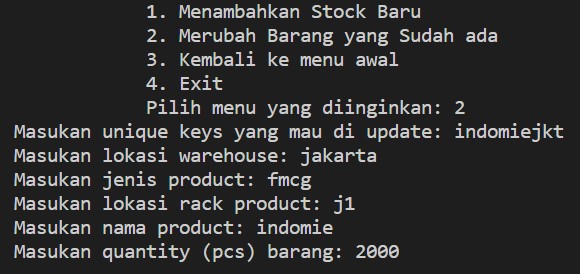 1. Menambahkan Stock Baru
2. Merubah Barang yang Sudah ada
3. Kembali ke menu awal
4. Exit
Pilih menu yang diinginkan: 2
Masukan unique keys yang mau di update: indomiejkt
Masukan lokasi warehouse: jakarta
Masukan jenis product: fmcg
Masukan lokasi rack product: j1
Masukan nama product: indomie
Masukan quantity (pcs) barang: 2000